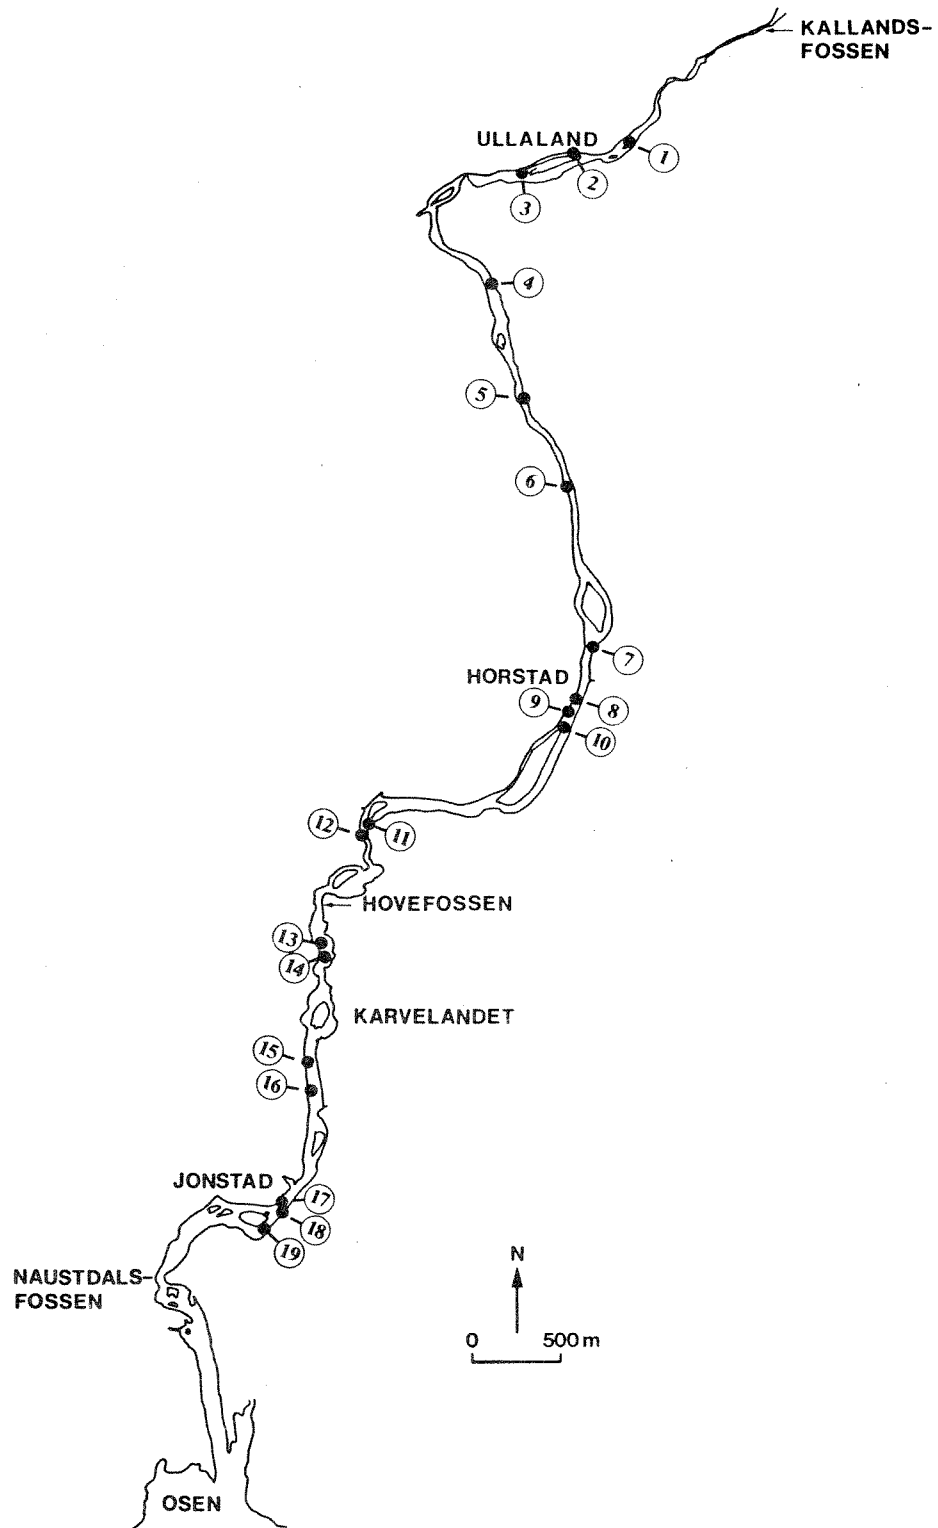 KALLANDS-
FOSSEN
ULLALAND
1
2
3
4
5
6
7
HORSTAD
8
9
10
11
12
HOVEFOSSEN
13
14
KARVELANDET
15
16
JONSTAD
17
18
19
NAUSTDALS-
FOSSEN
N
0 500 m
OSEN